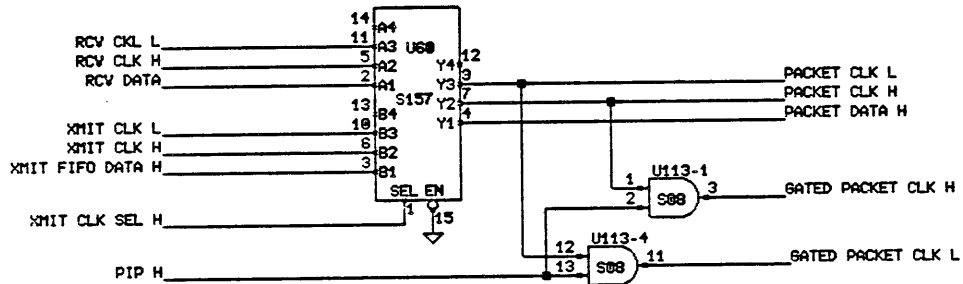 14 A4
RCV CKL L 11 A3 U60
RCV CLK H 5 A2 Y4 12
RCV DATA 2 A1 Y3 9 PACKET CLK L
S157 Y2 7 PACKET CLK H
13 B4 Y1 4 PACKET DATA H
XMIT CLK L 10 B3
XMIT CLK H 6 B2
XMIT FIFO DATA H 3 B1
SEL EN
XMIT CLK SEL H 1 15
U113-1
1
2 S08 3 GATED PACKET CLK H
U113-4
12
PIP H 13 S08 11 GATED PACKET CLK L